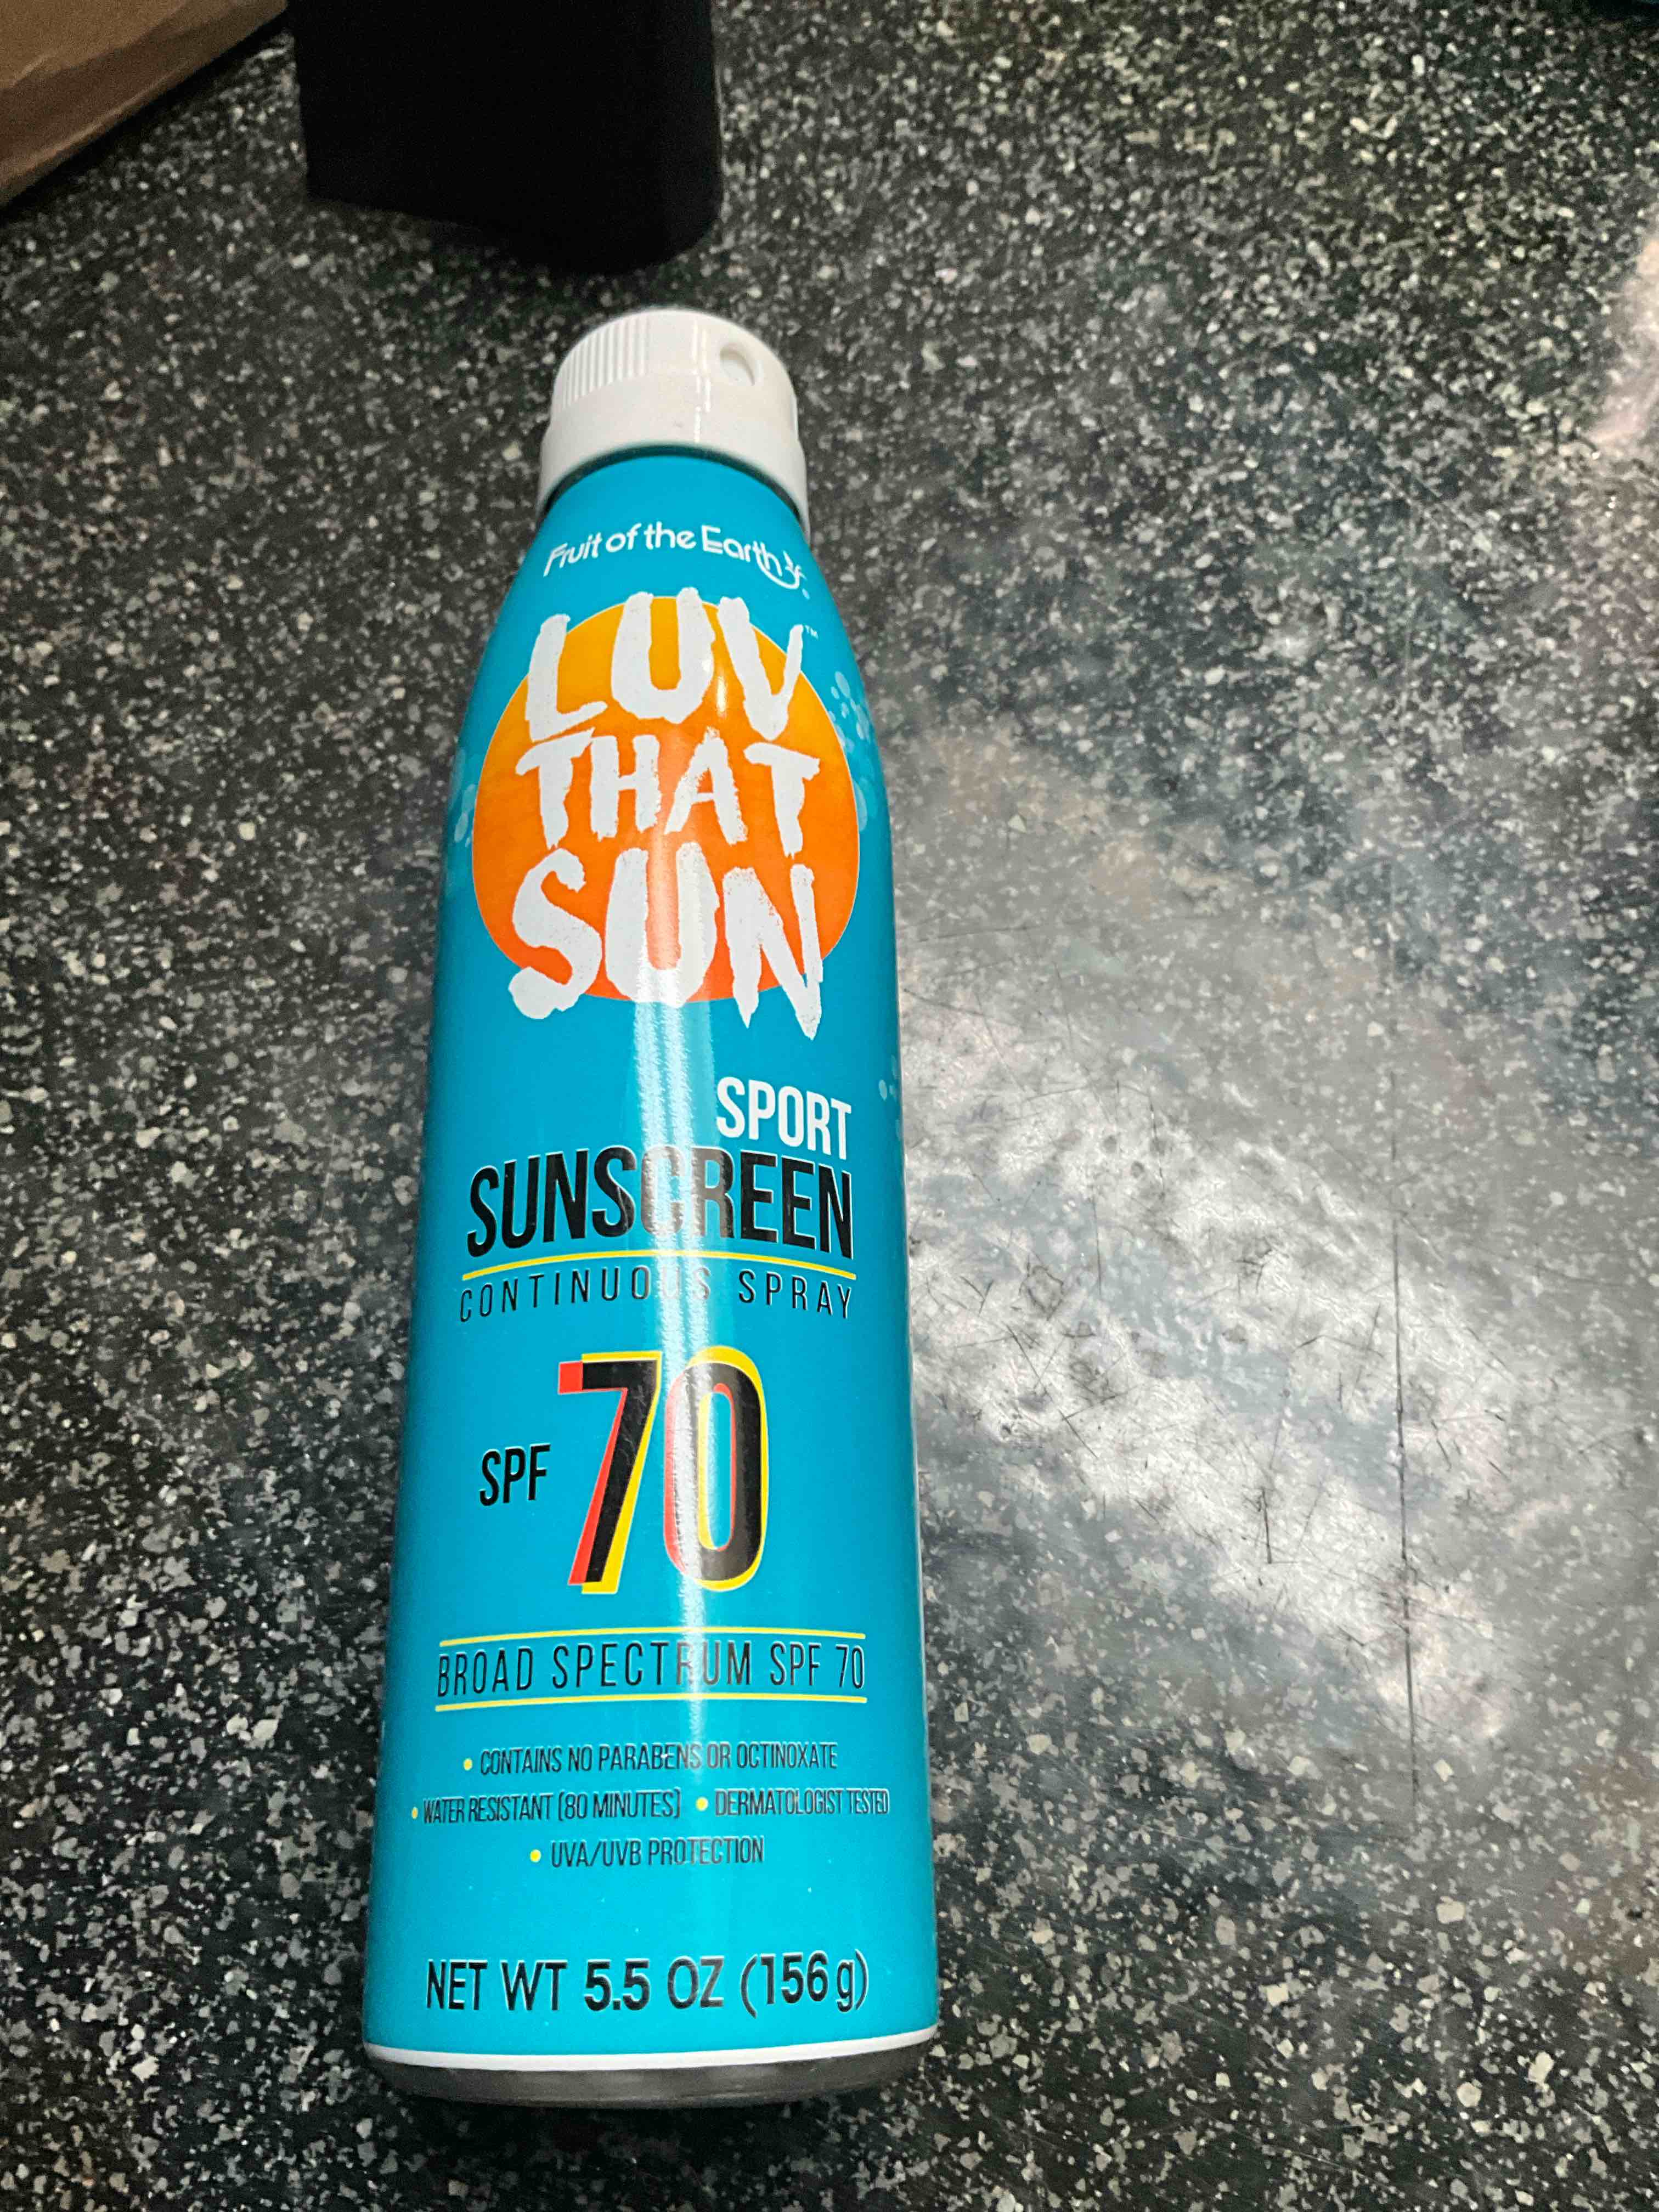 Fruit of the Earth®
LUV™
THAT
SUN
SPORT
SUNSCREEN
CONTINUOUS SPRAY
SPF 70
BROAD SPECTRUM SPF 70
• CONTAINS NO PARABENS OR OCTINOXATE
• WATER RESISTANT (80 MINUTES) • DERMATOLOGIST TESTED
• UVA/UVB PROTECTION
NET WT 5.5 OZ (156 g)